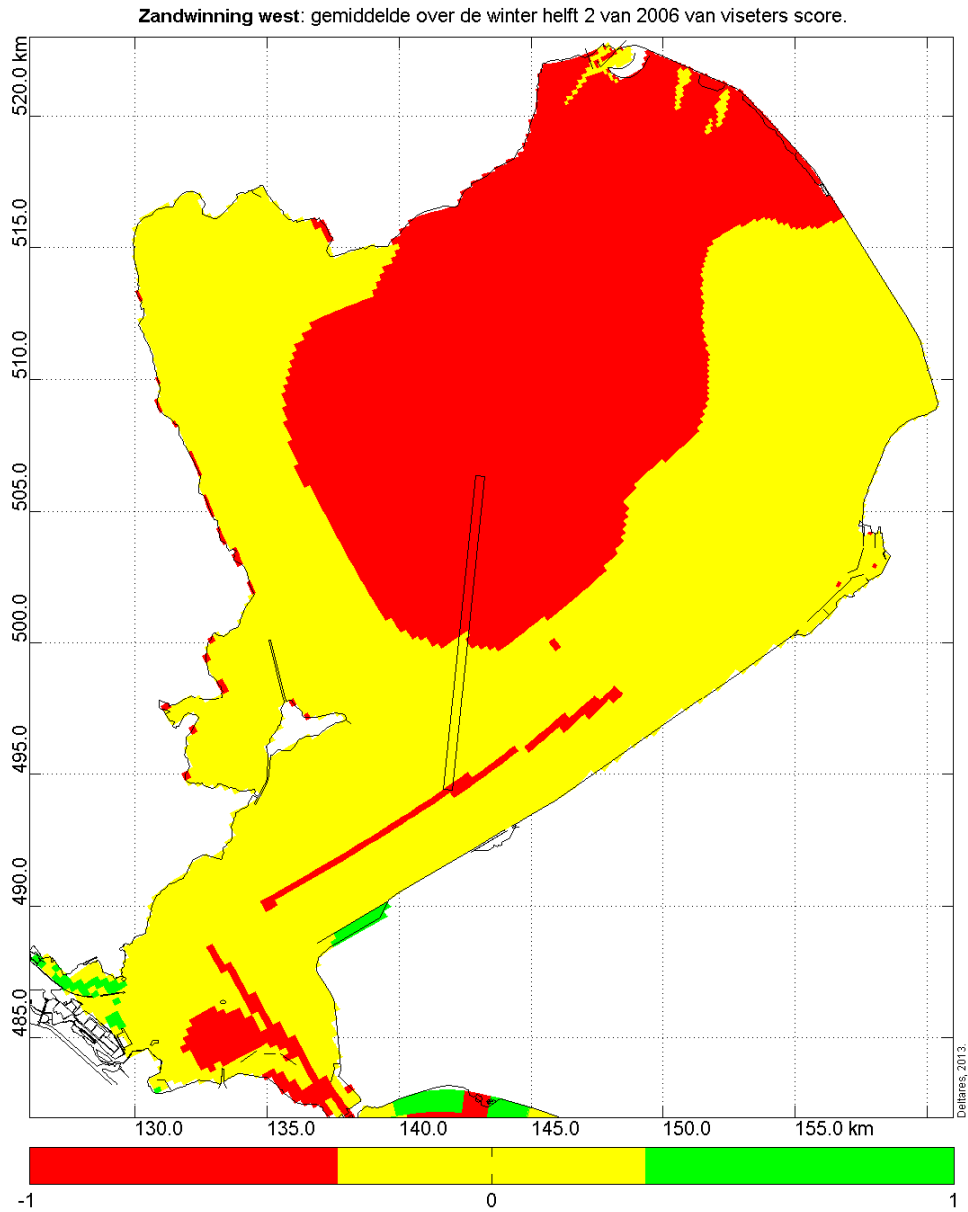 Zandwinning west: gemiddelde over de winter helft 2 van 2006 van viseters score.
520.0 km
515.0
510.0
505.0
500.0
495.0
490.0
485.0
130.0 135.0 140.0 145.0 150.0 155.0 km
Deltares, 2013.
-1 0 1